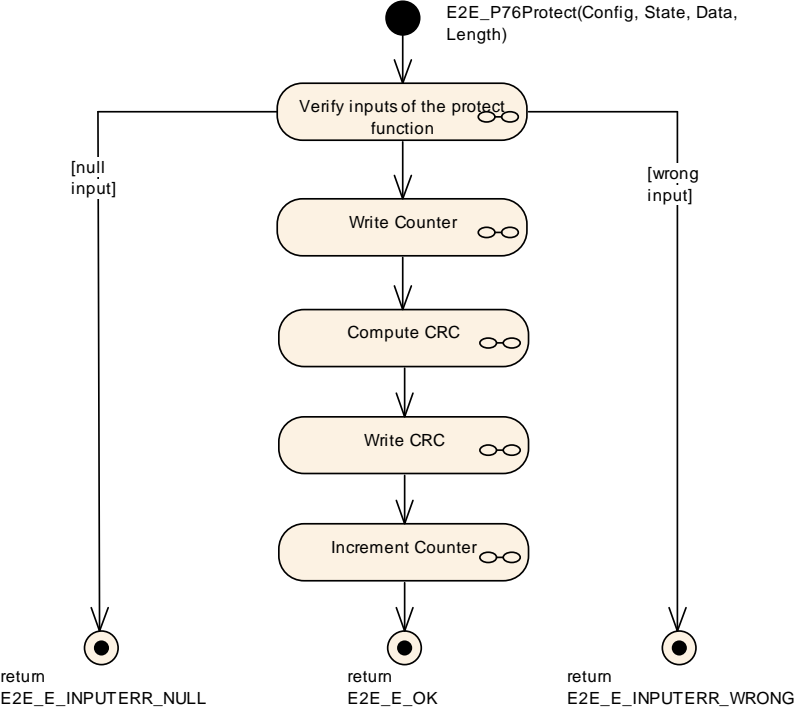 E2E_P76Protect(Config, State, Data,
Length)
Verify inputs of the protect
function
[null
input]
[wrong
input]
Write Counter
Compute CRC
Write CRC
Increment Counter
return
E2E_E_INPUTERR_NULL
return
E2E_E_OK
return
E2E_E_INPUTERR_WRONG